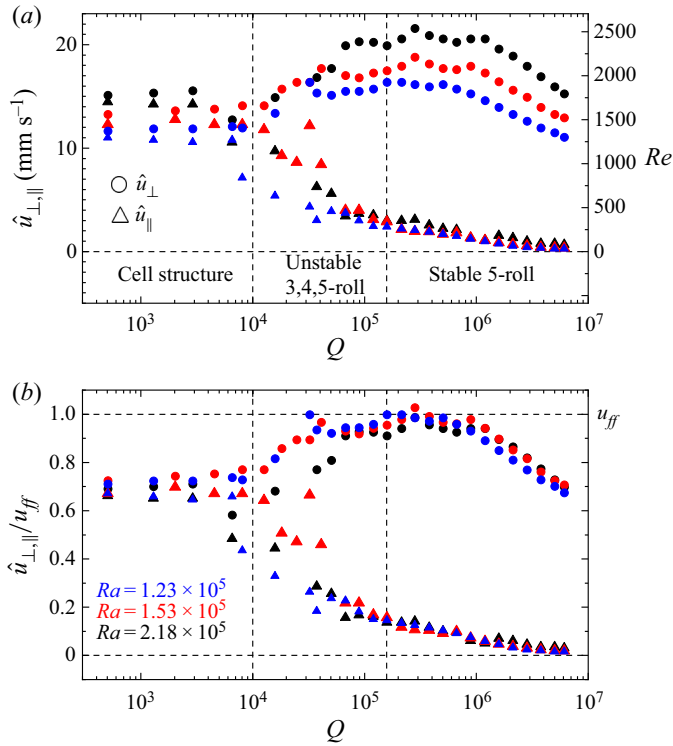 (a)
20
10
0
û⊥,∥ (mm s⁻¹)
2500
2000
1500
1000
500
0
Re
û⊥
û∥
Cell structure
Unstable
3,4,5-roll
Stable 5-roll
10³ 10⁴ 10⁵ 10⁶ 10⁷
Q
(b)
1.0
0.8
0.6
0.4
0.2
0
û⊥,∥/u_ff
u_ff
Ra = 1.23 × 10⁵
Ra = 1.53 × 10⁵
Ra = 2.18 × 10⁵
10³ 10⁴ 10⁵ 10⁶ 10⁷
Q